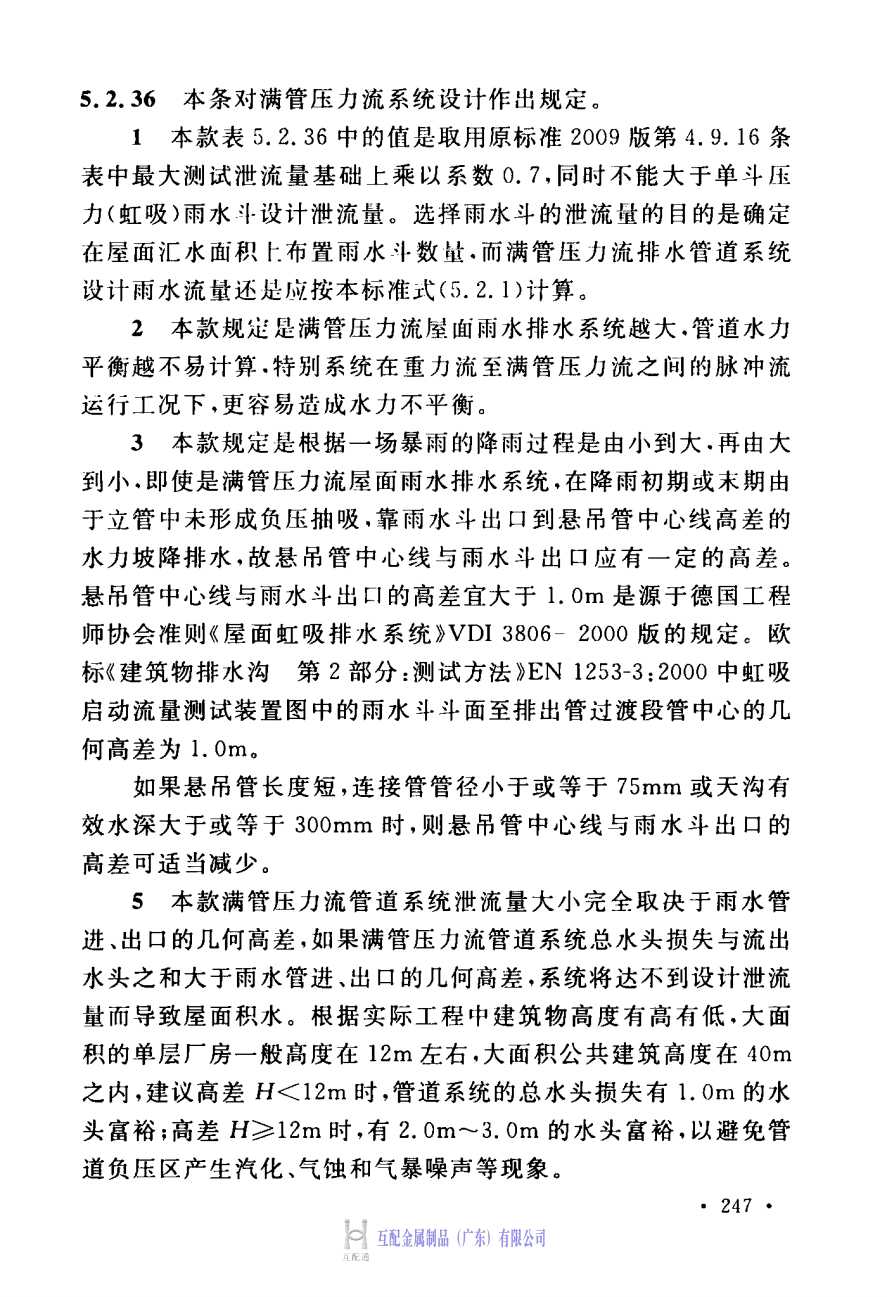 5.2.36　本条对满管压力流系统设计作出规定。
1　本款表 5.2.36 中的值是取用原标准 2009 版第 4.9.16 条
表中最大测试泄流量基础上乘以系数 0.7,同时不能大于单斗压
力(虹吸)雨水斗设计泄流量。选择雨水斗的泄流量的目的是确定
在屋面汇水面积上布置雨水斗数量,而满管压力流排水管道系统
设计雨水流量还是应按本标准式(5.2.1)计算。
2　本款规定是满管压力流屋面雨水排水系统越大,管道水力
平衡越不易计算,特别系统在重力流至满管压力流之间的脉冲流
运行工况下,更容易造成水力不平衡。
3　本款规定是根据一场暴雨的降雨过程是由小到大,再由大
到小,即使是满管压力流屋面雨水排水系统,在降雨初期或末期由
于立管中未形成负压抽吸,靠雨水斗出口到悬吊管中心线高差的
水力坡降排水,故悬吊管中心线与雨水斗出口应有一定的高差。
悬吊管中心线与雨水斗出口的高差宜大于 1.0m 是源于德国工程
师协会准则《屋面虹吸排水系统》VDI 3806- 2000 版的规定。欧
标《建筑物排水沟　第 2 部分:测试方法》EN 1253-3:2000 中虹吸
启动流量测试装置图中的雨水斗斗面至排出管过渡段管中心的几
何高差为 1.0m。
如果悬吊管长度短,连接管管径小于或等于 75mm 或天沟有
效水深大于或等于 300mm 时,则悬吊管中心线与雨水斗出口的
高差可适当减少。
5　本款满管压力流管道系统泄流量大小完全取决于雨水管
进、出口的几何高差,如果满管压力流管道系统总水头损失与流出
水头之和大于雨水管进、出口的几何高差,系统将达不到设计泄流
量而导致屋面积水。根据实际工程中建筑物高度有高有低,大面
积的单层厂房一般高度在 12m 左右,大面积公共建筑高度在 40m
之内,建议高差 H<12m 时,管道系统的总水头损失有 1.0m 的水
头富裕;高差 H≥12m 时,有 2.0m~3.0m 的水头富裕,以避免管
道负压区产生汽化、气蚀和气暴噪声等现象。
• 247 •
互配金属制品(广东)有限公司
互配通